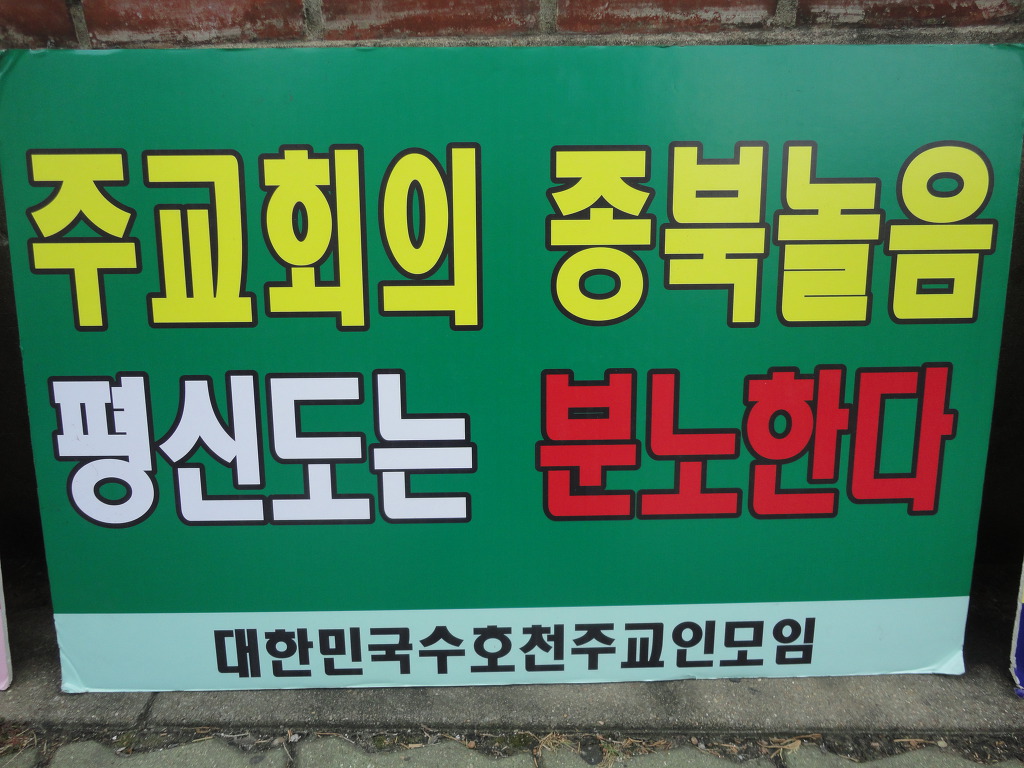 주교회의 종북놀음
평신도는 분노한다
대한민국수호천주교인모임